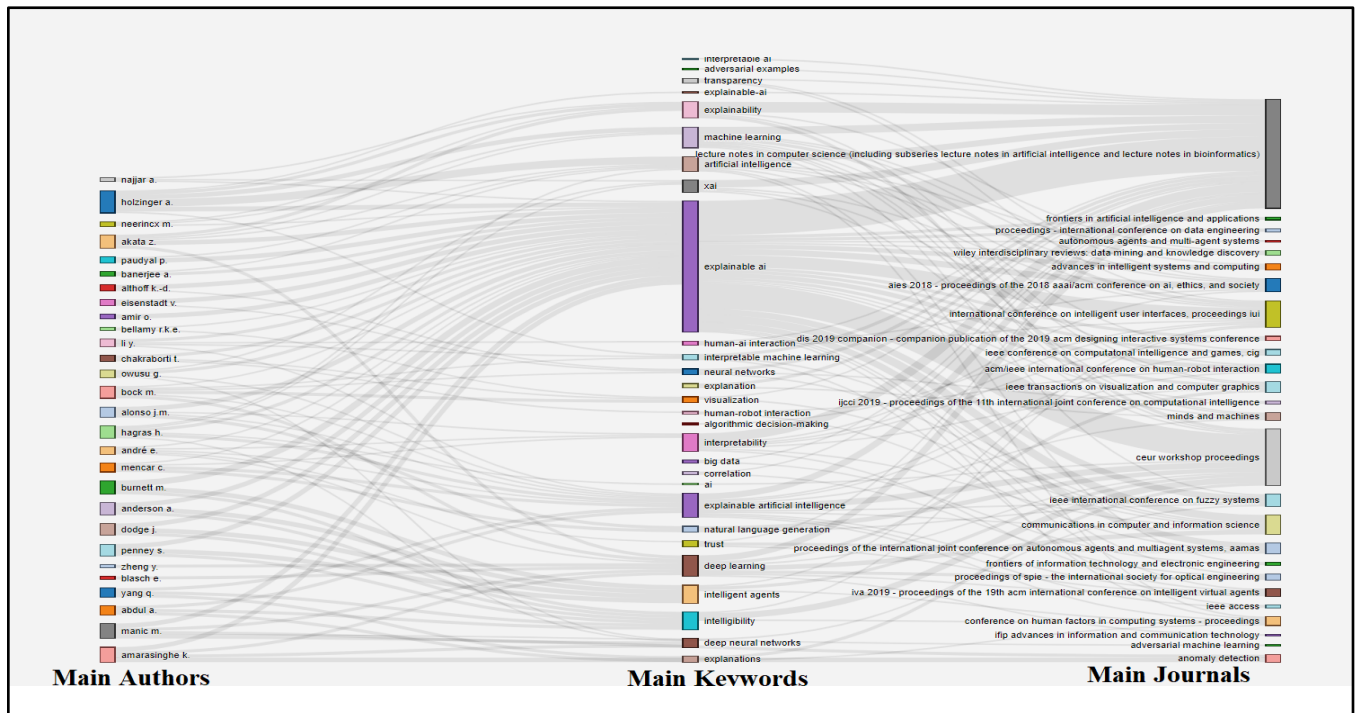 najjar a.
holzinger a.
neerincx m.
akata z.
paudyal p.
banerjee a.
althoff k.-d.
eisenstadt v.
amir o.
bellamy r.k.e.
li y.
chakraborti t.
owusu g.
bock m.
alonso j.m.
hagras h.
andré e.
mencar c.
burnett m.
anderson a.
dodge j.
penney s.
zheng y.
blasch e.
yang q.
abdul a.
manic m.
amarasinghe k.
Main Authors
interpretable ai
adversarial examples
transparency
explainable-ai
explainability
machine learning
artificial intelligence
xai
explainable ai
human-ai interaction
interpretable machine learning
neural networks
explanation
visualization
human-robot interaction
algorithmic decision-making
interpretability
big data
correlation
ai
explainable artificial intelligence
natural language generation
trust
deep learning
intelligent agents
intelligibility
deep neural networks
explanations
Main Keywords
lecture notes in computer science (including subseries lecture notes in artificial intelligence and lecture notes in bioinformatics)
frontiers in artificial intelligence and applications
proceedings - international conference on data engineering
autonomous agents and multi-agent systems
wiley interdisciplinary reviews: data mining and knowledge discovery
advances in intelligent systems and computing
aies 2018 - proceedings of the 2018 aaai/acm conference on ai, ethics, and society
international conference on intelligent user interfaces, proceedings iui
dis 2019 companion - companion publication of the 2019 acm designing interactive systems conference
ieee conference on computatonal intelligence and games, cig
acm/ieee international conference on human-robot interaction
ieee transactions on visualization and computer graphics
ijcci 2019 - proceedings of the 11th international joint conference on computational intelligence
minds and machines
ceur workshop proceedings
ieee international conference on fuzzy systems
communications in computer and information science
proceedings of the international joint conference on autonomous agents and multiagent systems, aamas
frontiers of information technology and electronic engineering
proceedings of spie - the international society for optical engineering
iva 2019 - proceedings of the 19th acm international conference on intelligent virtual agents
ieee access
conference on human factors in computing systems - proceedings
ifip advances in information and communication technology
adversarial machine learning
anomaly detection
Main Journals